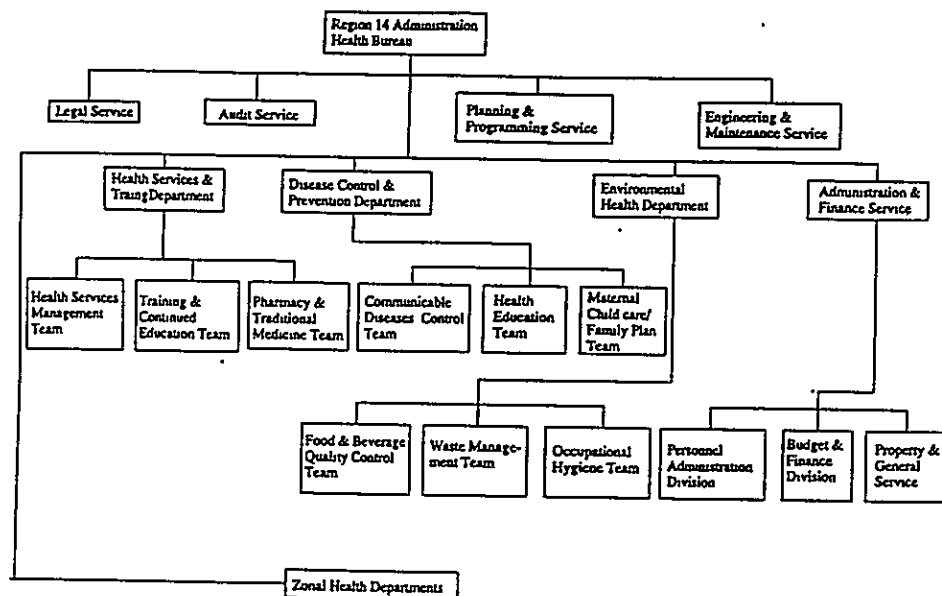 Region 14 Administration
Health Bureau
Legal Service
Audit Service
Planning &
Programming Service
Engineering &
Maintenance Service
Health Services &
TraingDepartment
Disease Control &
Prevention Department
Environmental
Health Department
Administration &
Finance Service
Health Services
Management
Team
Training &
Continued
Education Team
Pharmacy &
Traditional
Medicine Team
Communicable
Diseases Control
Team
Health
Education
Team
Maternal
Child care/
Family Plan
Team
Food & Beverage
Quality Control
Team
Waste Manage-
ment Team
Occupational
Hygiene Team
Personnel
Administration
Division
Budget &
Finance
Division
Property &
General
Service
Zonal Health Departments